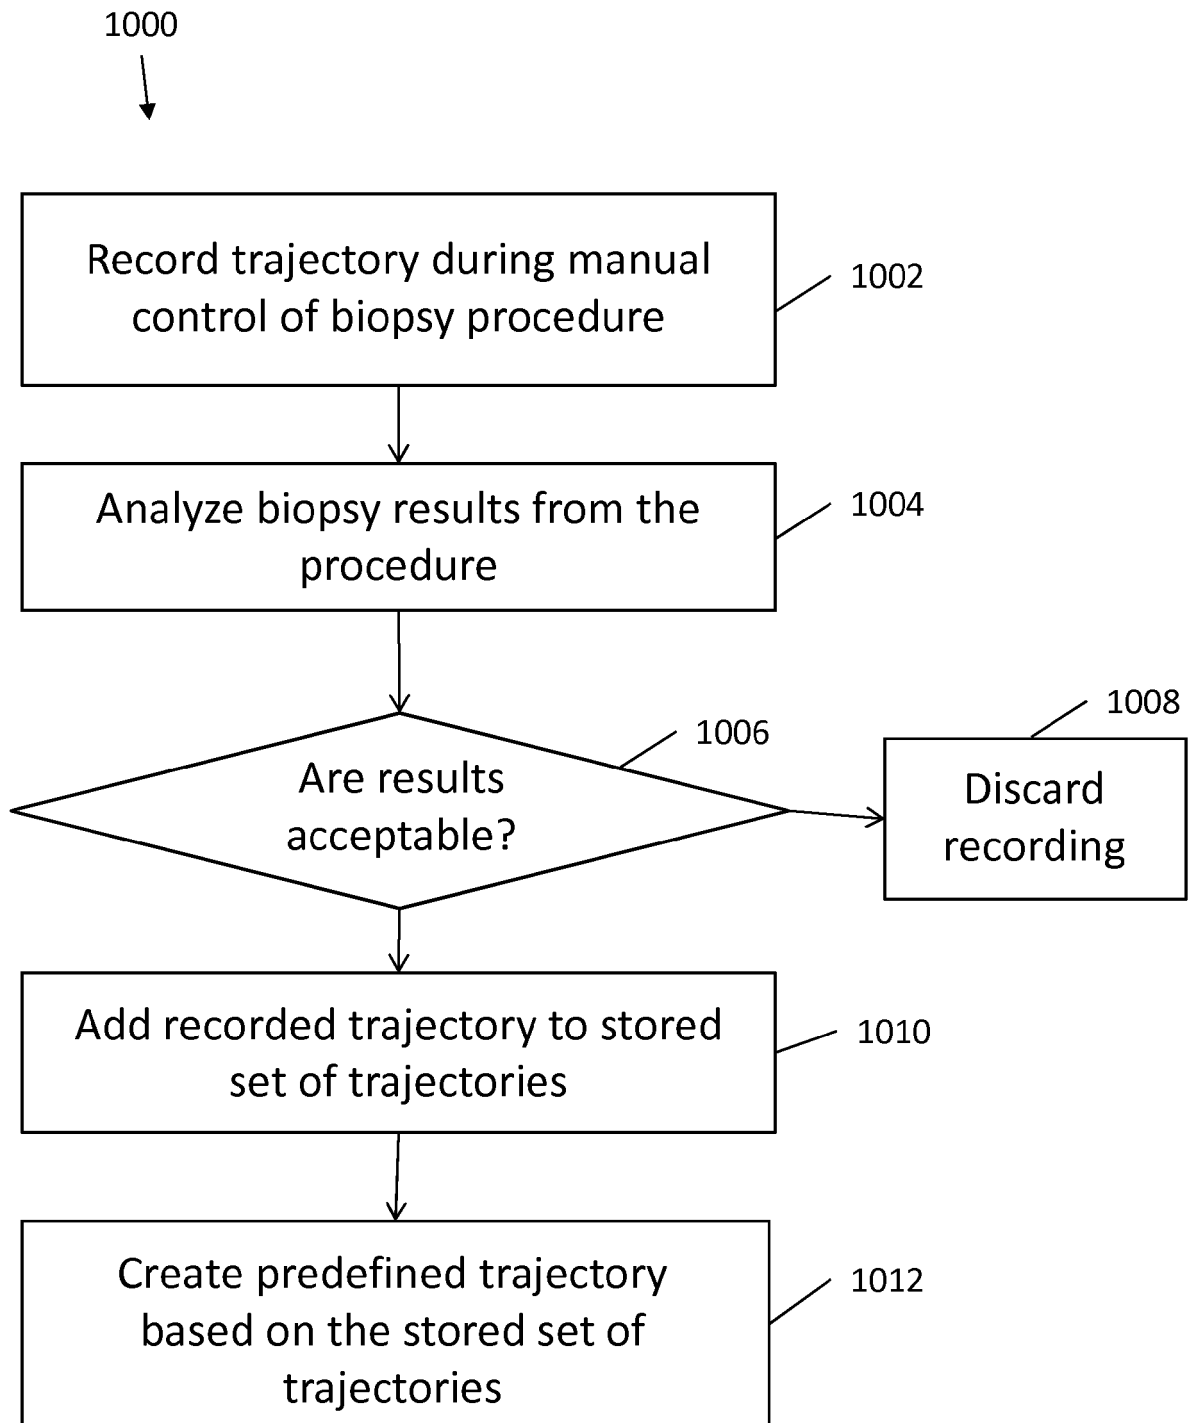 1000
Record trajectory during manual
control of biopsy procedure
1002
Analyze biopsy results from the
procedure
1004
Are results
acceptable?
1006
1008
Discard
recording
Add recorded trajectory to stored
set of trajectories
1010
Create predefined trajectory
based on the stored set of
trajectories
1012